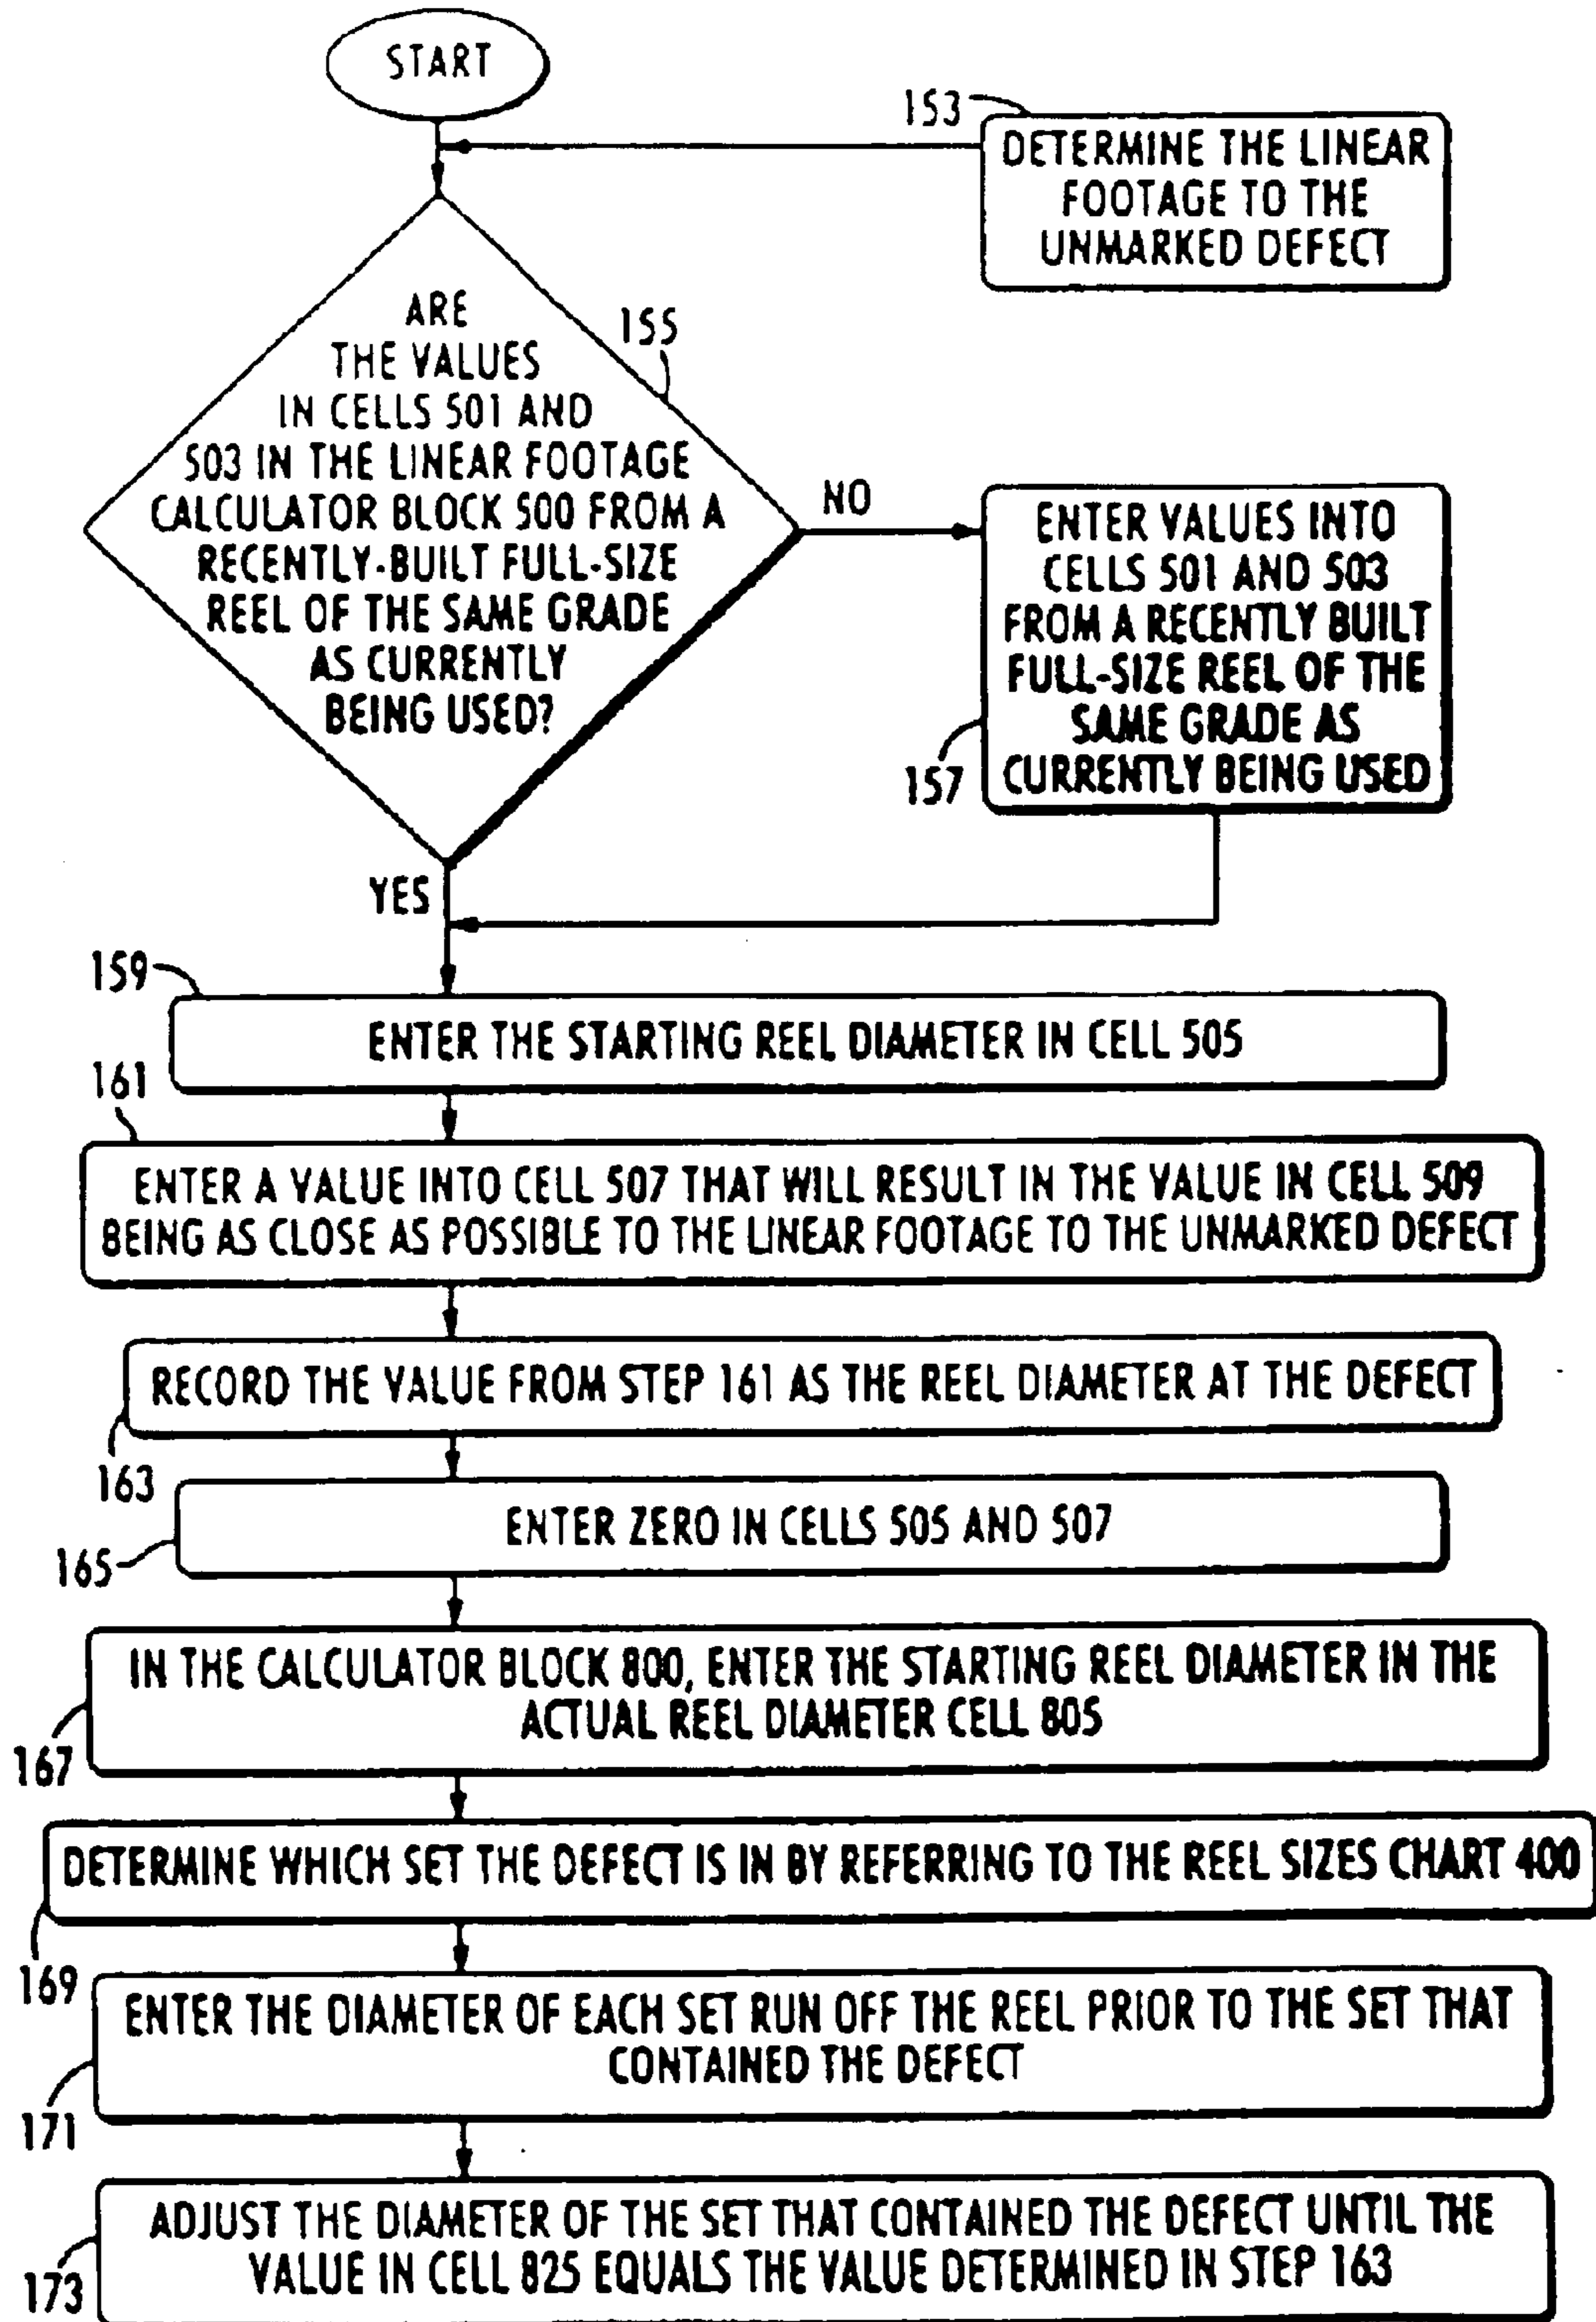 START
153
DETERMINE THE LINEAR
FOOTAGE TO THE
UNMARKED DEFECT
ARE
THE VALUES
IN CELLS 501 AND
503 IN THE LINEAR FOOTAGE
CALCULATOR BLOCK 500 FROM A
RECENTLY-BUILT FULL-SIZE
REEL OF THE SAME GRADE
AS CURRENTLY
BEING USED?
155
NO
ENTER VALUES INTO
CELLS 501 AND 503
FROM A RECENTLY BUILT
FULL-SIZE REEL OF THE
SAME GRADE AS
CURRENTLY BEING USED
157
YES
159
ENTER THE STARTING REEL DIAMETER IN CELL 505
161
ENTER A VALUE INTO CELL 507 THAT WILL RESULT IN THE VALUE IN CELL 509
BEING AS CLOSE AS POSSIBLE TO THE LINEAR FOOTAGE TO THE UNMARKED DEFECT
RECORD THE VALUE FROM STEP 161 AS THE REEL DIAMETER AT THE DEFECT
163
ENTER ZERO IN CELLS 505 AND 507
165
IN THE CALCULATOR BLOCK 800, ENTER THE STARTING REEL DIAMETER IN THE
ACTUAL REEL DIAMETER CELL 805
167
DETERMINE WHICH SET THE DEFECT IS IN BY REFERRING TO THE REEL SIZES CHART 400
169
ENTER THE DIAMETER OF EACH SET RUN OFF THE REEL PRIOR TO THE SET THAT
CONTAINED THE DEFECT
171
ADJUST THE DIAMETER OF THE SET THAT CONTAINED THE DEFECT UNTIL THE
VALUE IN CELL 825 EQUALS THE VALUE DETERMINED IN STEP 163
173